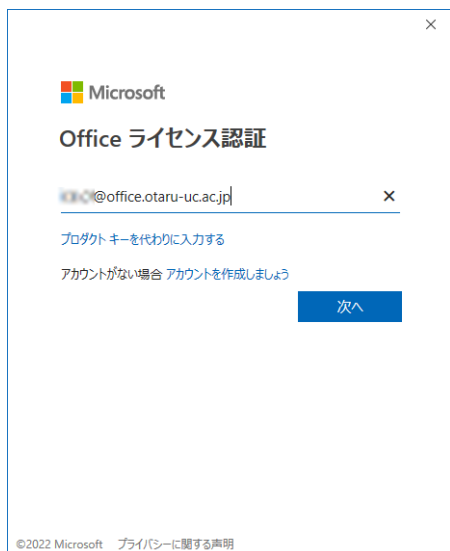 Microsoft
Office ライセンス認証
@office.otaru-uc.ac.jp
プロダクト キーを代わりに入力する
アカウントがない場合 アカウントを作成しましょう
次へ
©2022 Microsoft プライバシーに関する声明